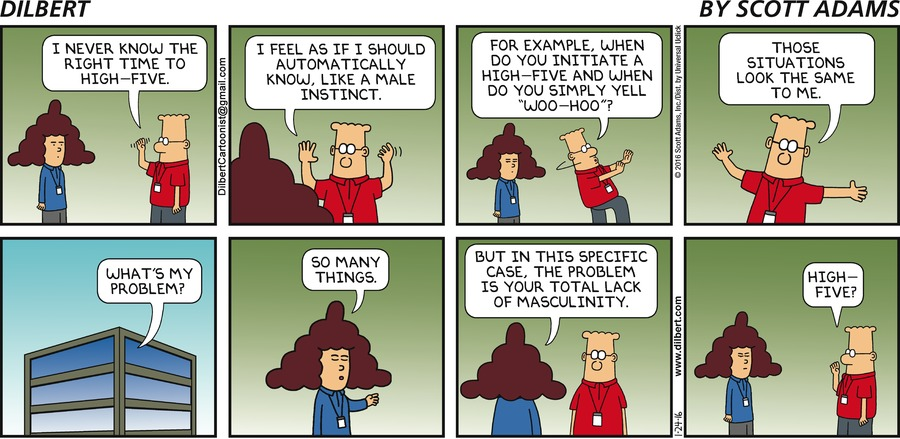 DILBERT
BY SCOTT ADAMS
I NEVER KNOW THE
RIGHT TIME TO
HIGH-FIVE.
DilbertCartoonist@gmail.com
I FEEL AS IF I SHOULD
AUTOMATICALLY
KNOW, LIKE A MALE
INSTINCT.
FOR EXAMPLE, WHEN
DO YOU INITIATE A
HIGH-FIVE AND WHEN
DO YOU SIMPLY YELL
"WOO-HOO"?
© 2016 Scott Adams, Inc/Dist. by Universal Uclick
THOSE
SITUATIONS
LOOK THE SAME
TO ME.
WHAT'S MY
PROBLEM?
SO MANY
THINGS.
BUT IN THIS SPECIFIC
CASE, THE PROBLEM
IS YOUR TOTAL LACK
OF MASCULINITY.
1-24-16
www.dilbert.com
HIGH-
FIVE?